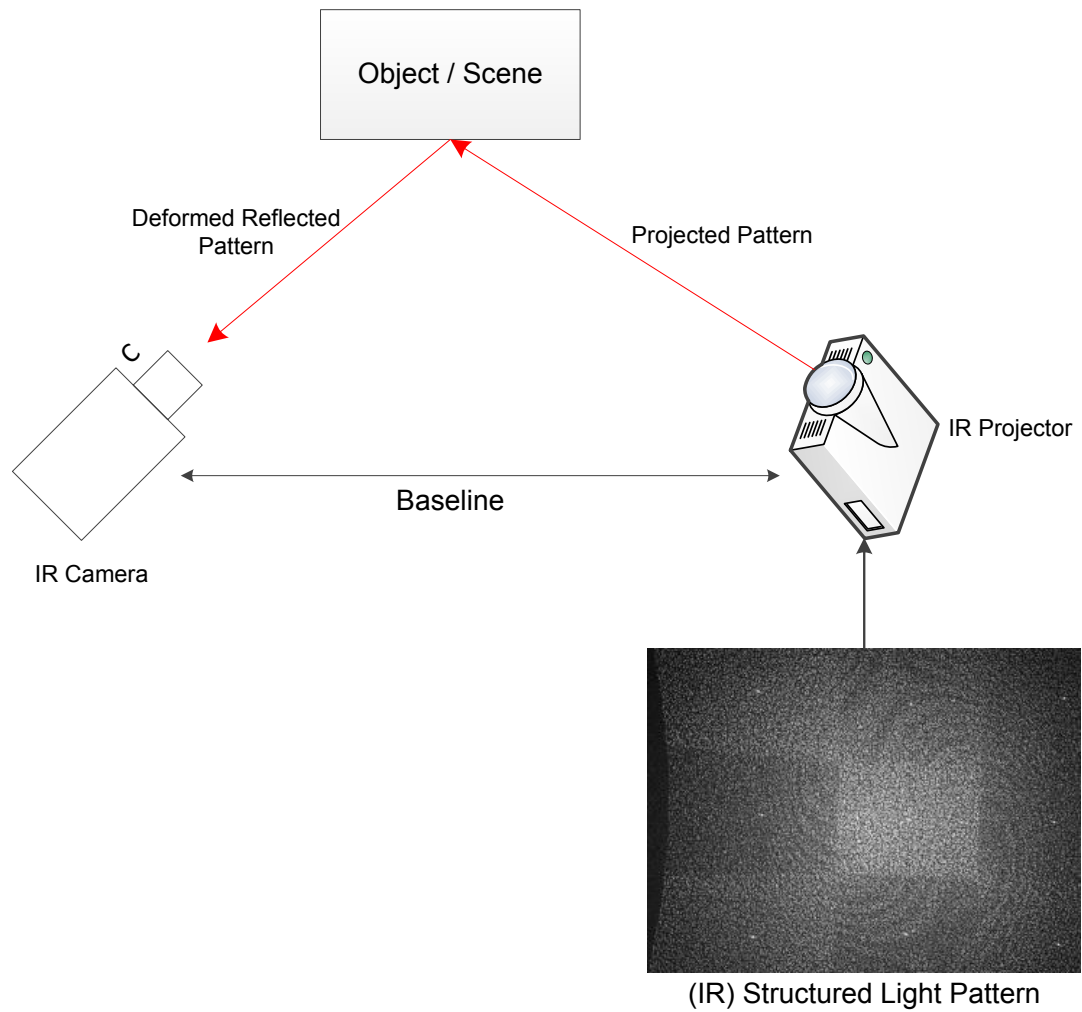 Object / Scene
Deformed Reflected
Pattern
Projected Pattern
C
IR Projector
Baseline
IR Camera
(IR) Structured Light Pattern